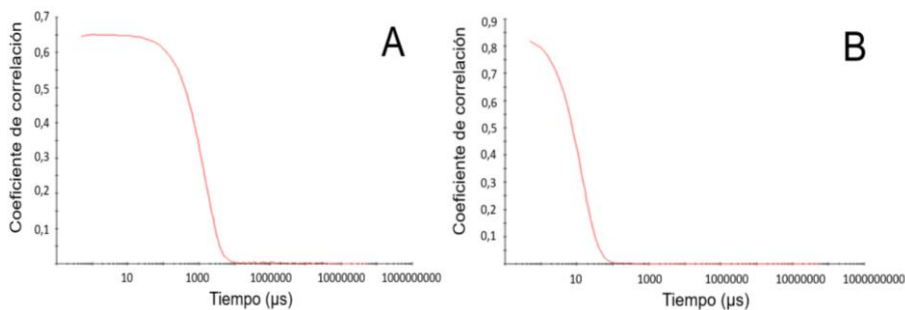 A
Coeficiente de correlación
0,7
0,6
0,5
0,4
0,3
0,2
0,1
10 1000 10000010 10000000 1000000000
Tiempo (µs)
B
Coeficiente de correlación
0,9
0,8
0,7
0,6
0,5
0,4
0,3
0,2
0,1
10 1000 100000 10000000 1000000000
Tiempo (µs)